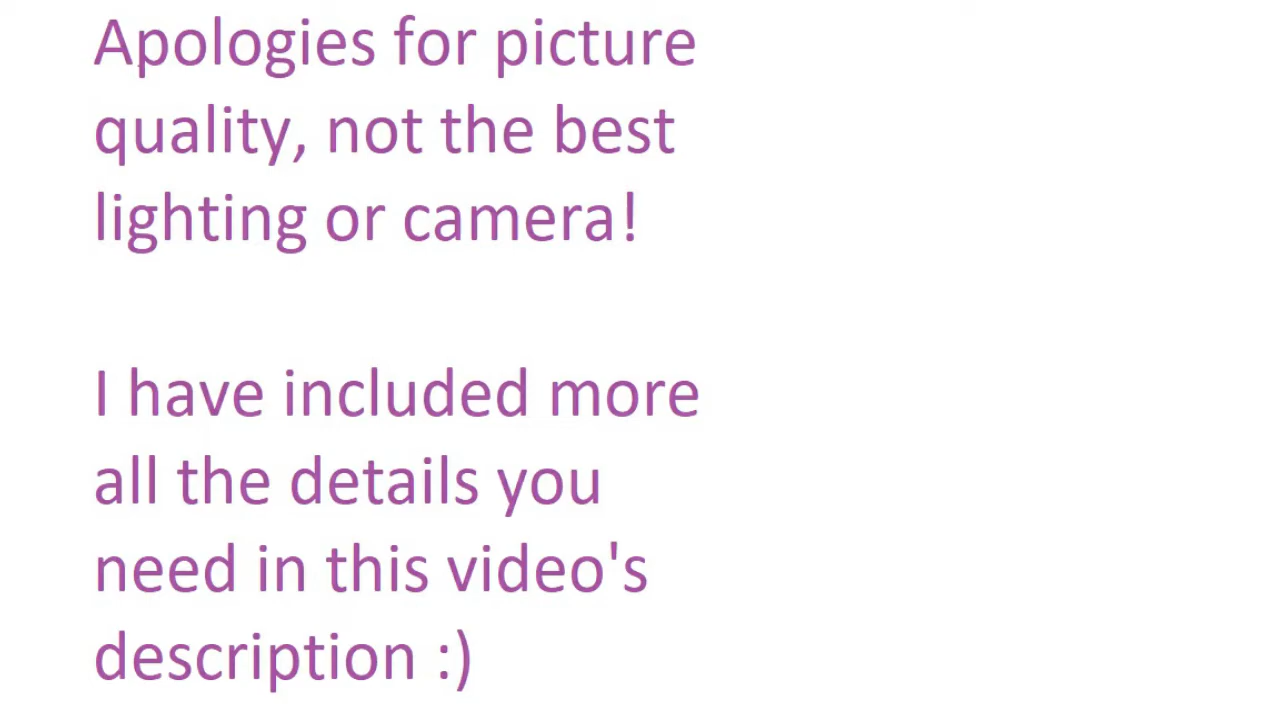 Apologies for picture
quality, not the best
lighting or camera!
I have included more
all the details you
need in this video's
description :)